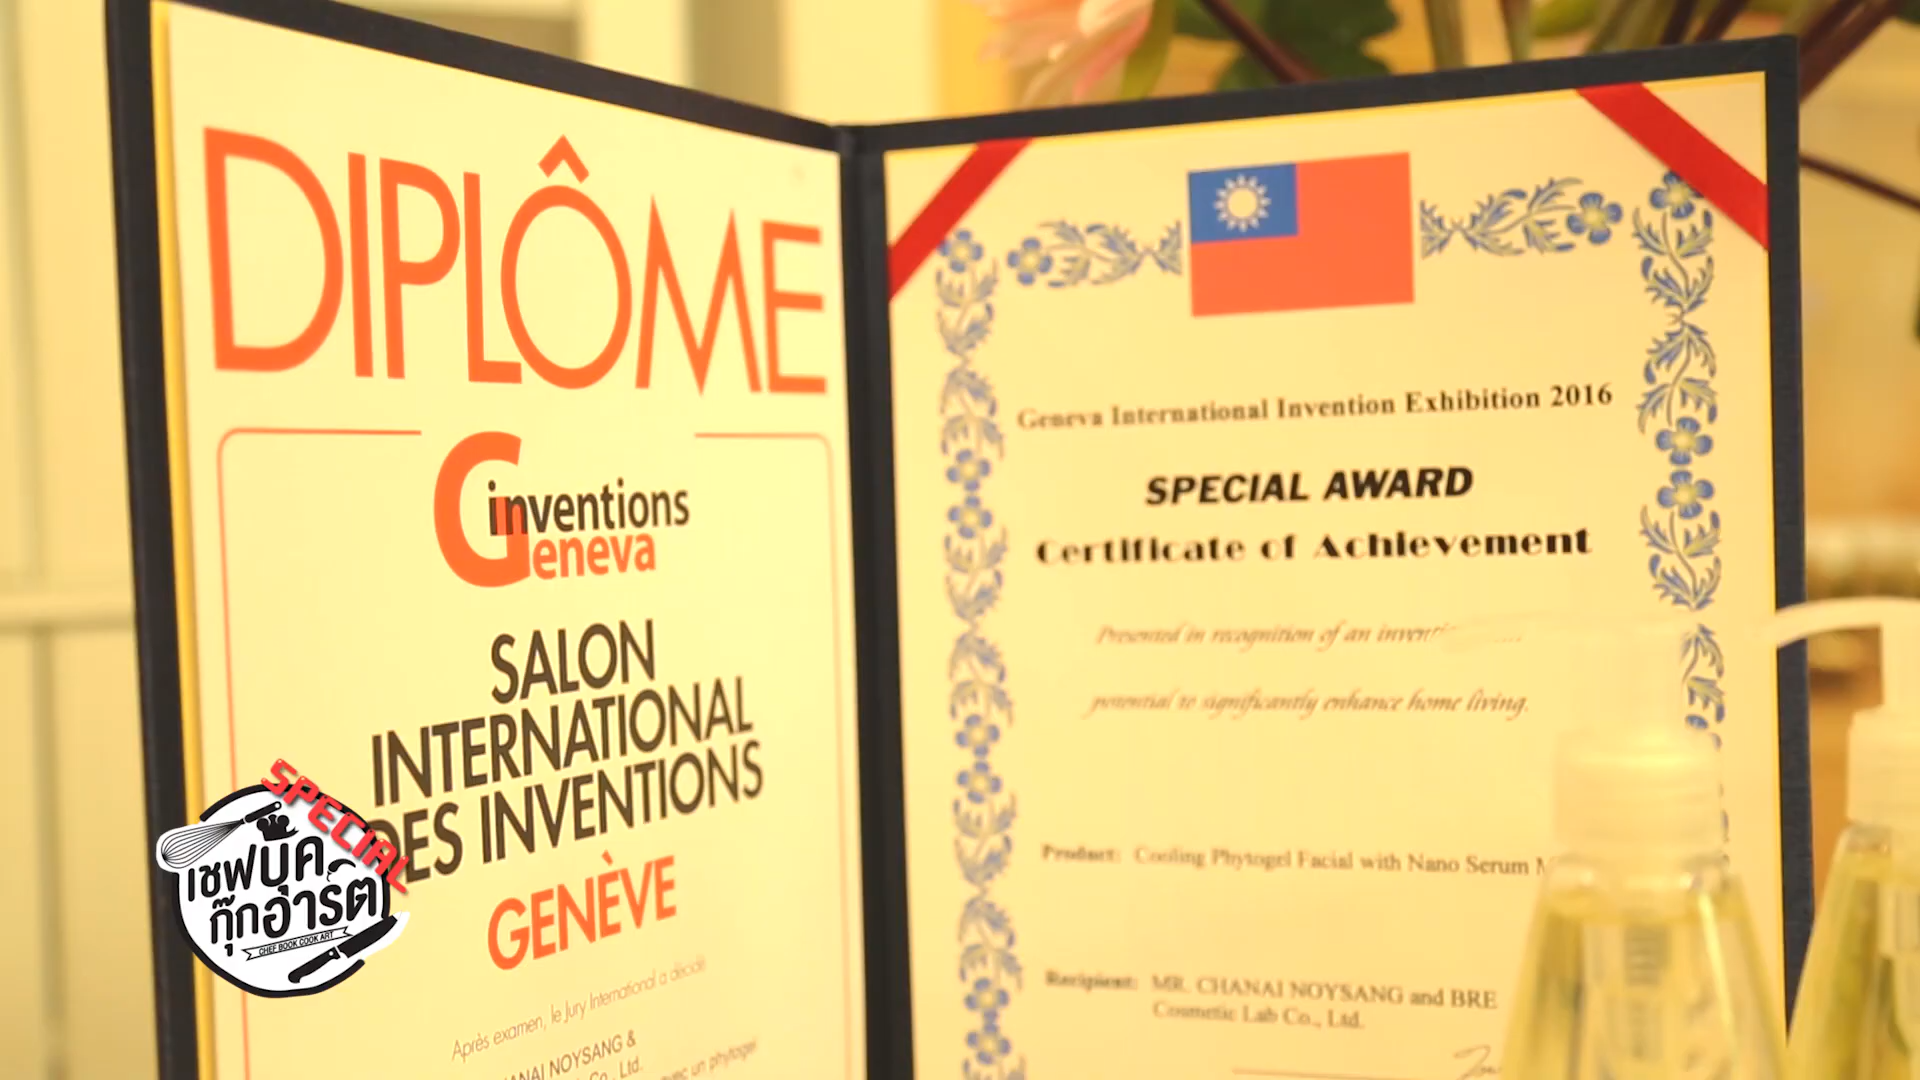 DIPLÔME
inventions
Geneva
SALON
INTERNATIONAL
DES INVENTIONS
GENÈVE
Après examen, le Jury International a décidé
NOYSANG &
Co., Ltd.
un phytogel
Geneva International Invention Exhibition 2016
SPECIAL AWARD
Certificate of Achievement
Presented in recognition of an
potential to significantly enhance home living.
Product: Cooling Phytogel Facial with Nano Serum
Recipient: MR. CHANAI NOYSANG and BRE
Cosmetic Lab Co., Ltd.
SPECIAL
เชฟบุ๊ค
กุ๊กอาร์ต
CHEF BOOK COOK ART